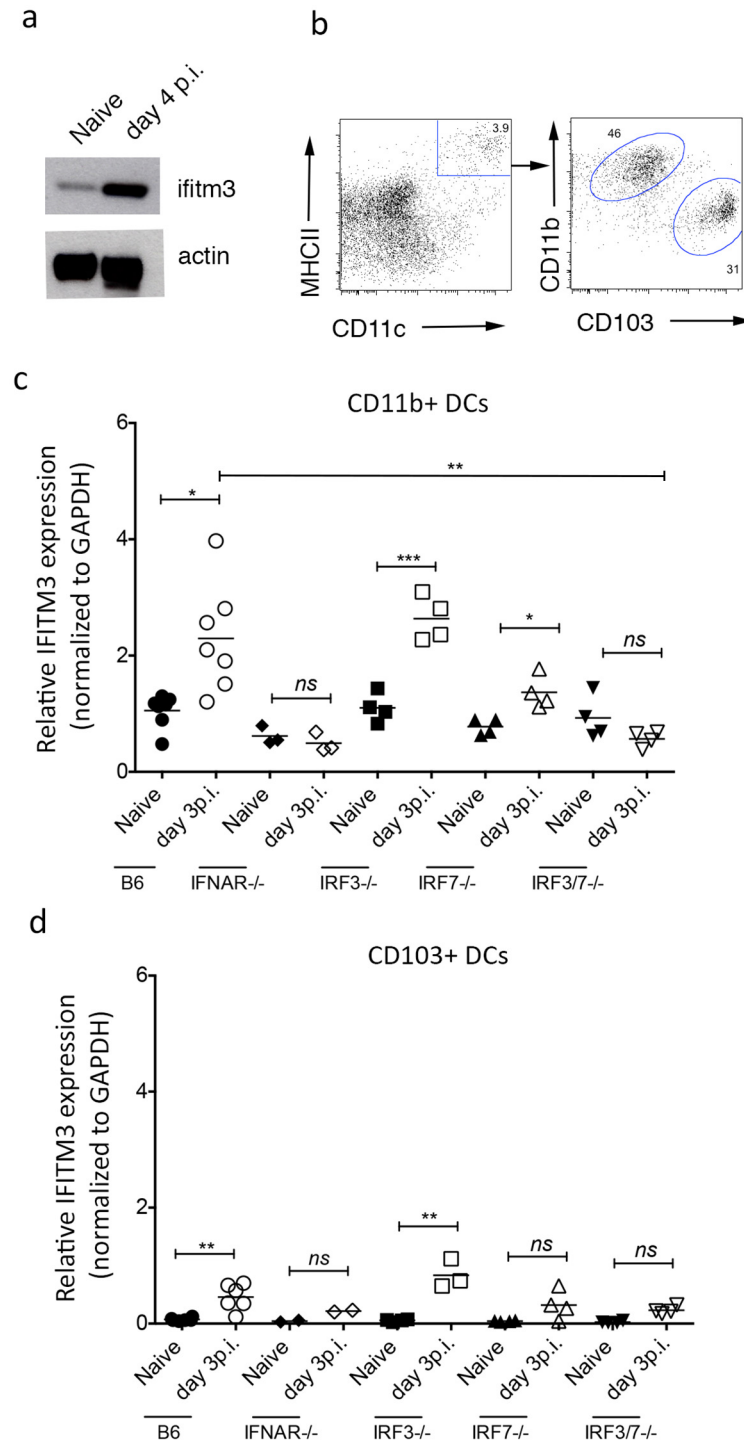 a
Naive
day 4 p.i.
ifitm3
actin
b
3.9
MHCII
CD11c
46
31
CD11b
CD103
c
CD11b+ DCs
Relative IFITM3 expression
(normalized to GAPDH)
6
4
2
0
*
**
ns
***
*
ns
Naive
day 3p.i.
Naive
day 3p.i.
Naive
day 3p.i.
Naive
day 3p.i.
Naive
day 3p.i.
B6
IFNAR-/-
IRF3-/-
IRF7-/-
IRF3/7-/-
d
CD103+ DCs
Relative IFITM3 expression
(normalized to GAPDH)
6
4
2
0
**
ns
**
ns
ns
Naive
day 3p.i.
Naive
day 3p.i.
Naive
day 3p.i.
Naive
day 3p.i.
Naive
day 3p.i.
B6
IFNAR-/-
IRF3-/-
IRF7-/-
IRF3/7-/-